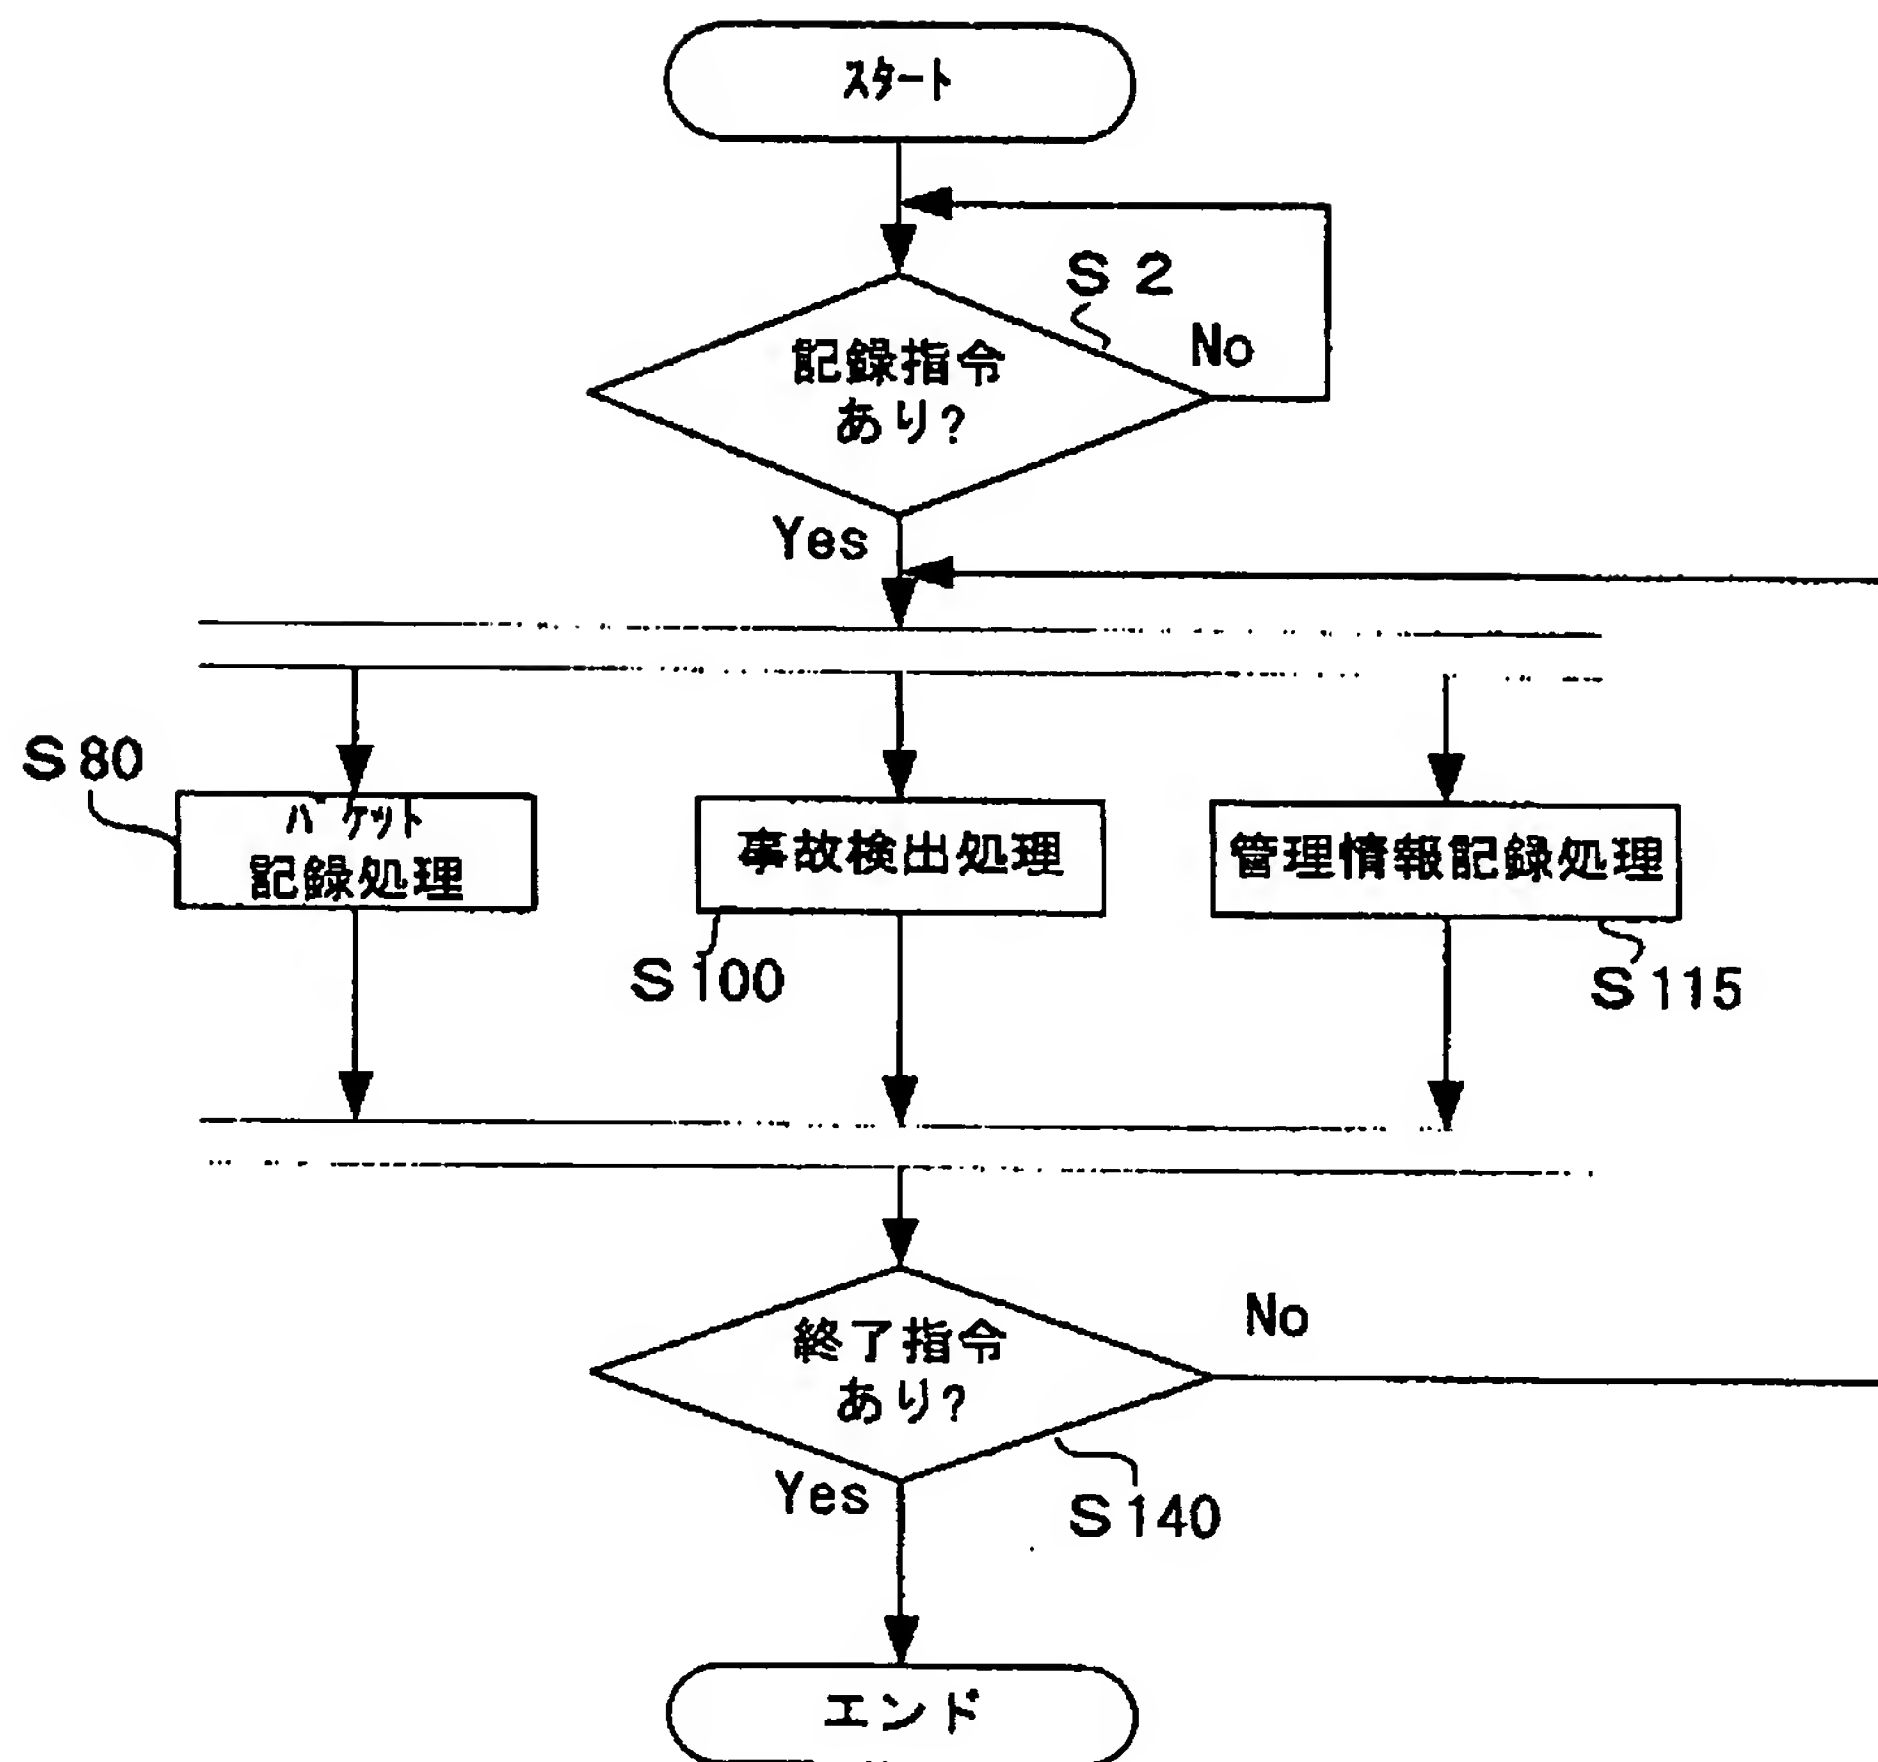 スタート
S 2
記録指令
あり?
No
Yes
S 80
パケット
記録処理
事故検出処理
管理情報記録処理
S 100
S 115
終了指令
あり?
No
Yes
S 140
エンド